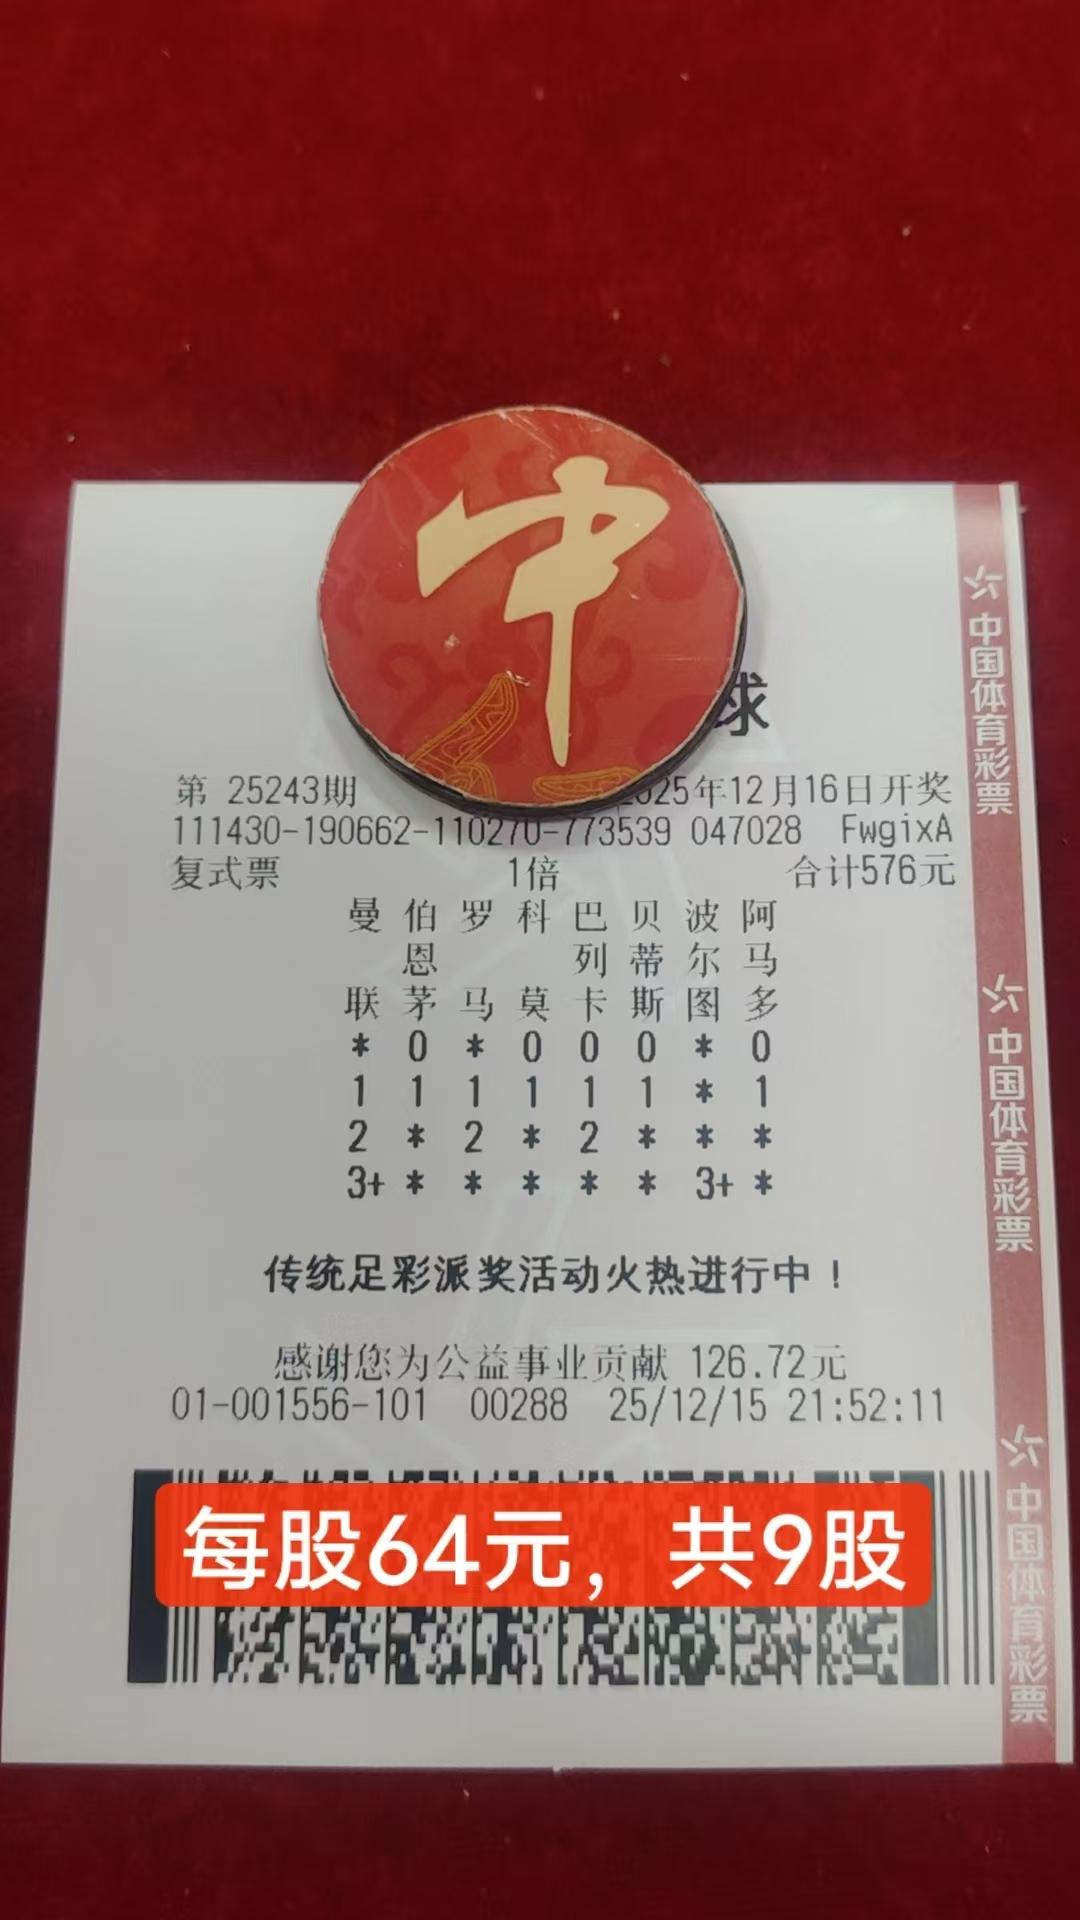 中
球
第 25243期 2025年12月16日开奖
111430-190662-110270-773539 047028 FwgixA
复式票 1倍 合计576元
曼 伯 罗 科 巴 贝 波 阿
恩 列 蒂 尔 马
联 茅 马 莫 卡 斯 图 多
* 0 * 0 0 0 * 0
1 1 1 1 1 1 * 1
2 * 2 * 2 * * *
3+ * * * * * 3+ *
传统足彩派奖活动火热进行中！
感谢您为公益事业贡献 126.72元
01-001556-101 00288 25/12/15 21:52:11
每股64元，共9股
中国体育彩票
中国体育彩票
中国体育彩票